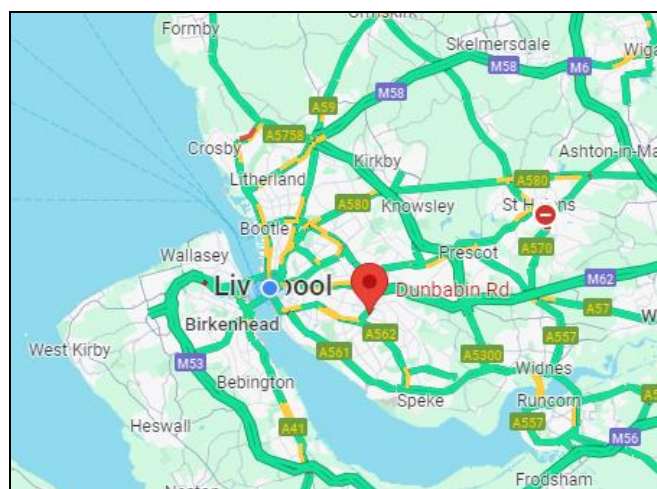 Formby
Skelmersdale
M58
M6
A59
M58
A5758
Crosby
Kirkby
Litherland
A580
A580
Knowsley
Bootle
Prescot
A570
Wallasey
M62
Dunbabin Rd
A57
Birkenhead
A562
West Kirby
A561
A5300
A557
M53
Widnes
Bebington
Speke
Runcorn
A41
A557
Heswall
M56
Frodsham